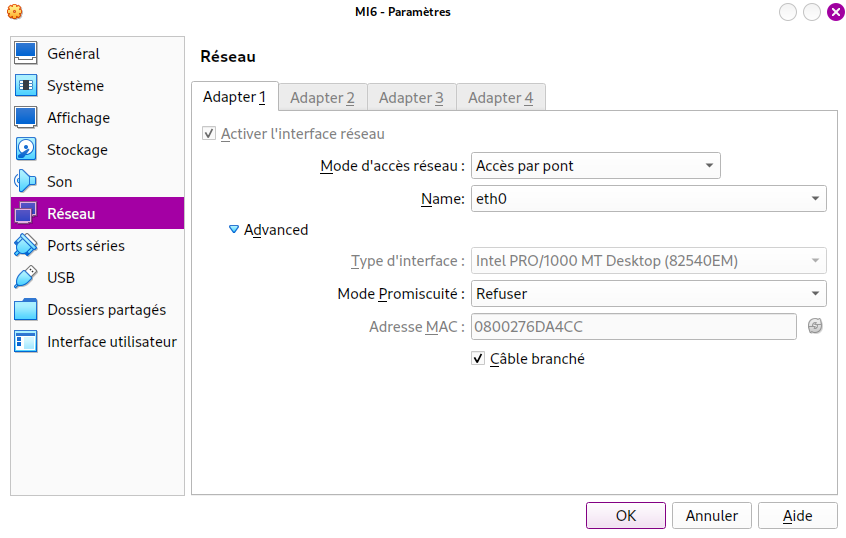 MI6 - Paramètres
Général
Système
Affichage
Stockage
Son
Réseau
Ports séries
USB
Dossiers partagés
Interface utilisateur
Réseau
Adapter 1 Adapter 2 Adapter 3 Adapter 4
Activer l'interface réseau
Mode d'accès réseau : Accès par pont
Name: eth0
Advanced
Type d'interface : Intel PRO/1000 MT Desktop (82540EM)
Mode Promiscuité : Refuser
Adresse MAC : 0800276DA4CC
Câble branché
OK Annuler Aide